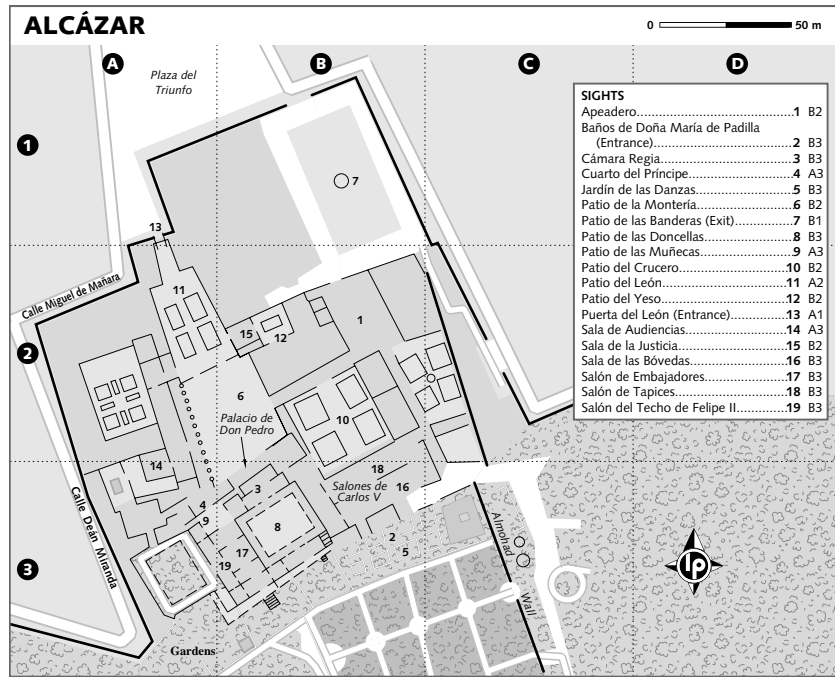 ALCÁZAR
0 50 m
A B C D
Plaza del
Triunfo
1
7
13
Calle Miguel de Mañara
11
2
15
12
1
6
Palacio de
Don Pedro
10
14
18
Salones de
Carlos V
16
3
4
9
8
2
5
17
19
3
Calle Deán Miranda
Almohad
Wall
Gardens
lp
SIGHTS
Apeadero...................................................1 B2
Baños de Doña María de Padilla
(Entrance)..............................................2 B3
Cámara Regia............................................3 B3
Cuarto del Príncipe...................................4 A3
Jardín de las Danzas..................................5 B3
Patio de la Montería..................................6 B2
Patio de las Banderas (Exit)......................7 B1
Patio de las Doncellas...............................8 B3
Patio de las Muñecas.................................9 A3
Patio del Crucero.....................................10 B2
Patio del León..........................................11 A2
Patio del Yeso..........................................12 B2
Puerta del León (Entrance)......................13 A1
Sala de Audiencias...................................14 A3
Sala de la Justicia.....................................15 B2
Sala de las Bóvedas..................................16 B3
Salón de Embajadores..............................17 B3
Salón de Tapices.......................................18 B3
Salón del Techo de Felipe II....................19 B3